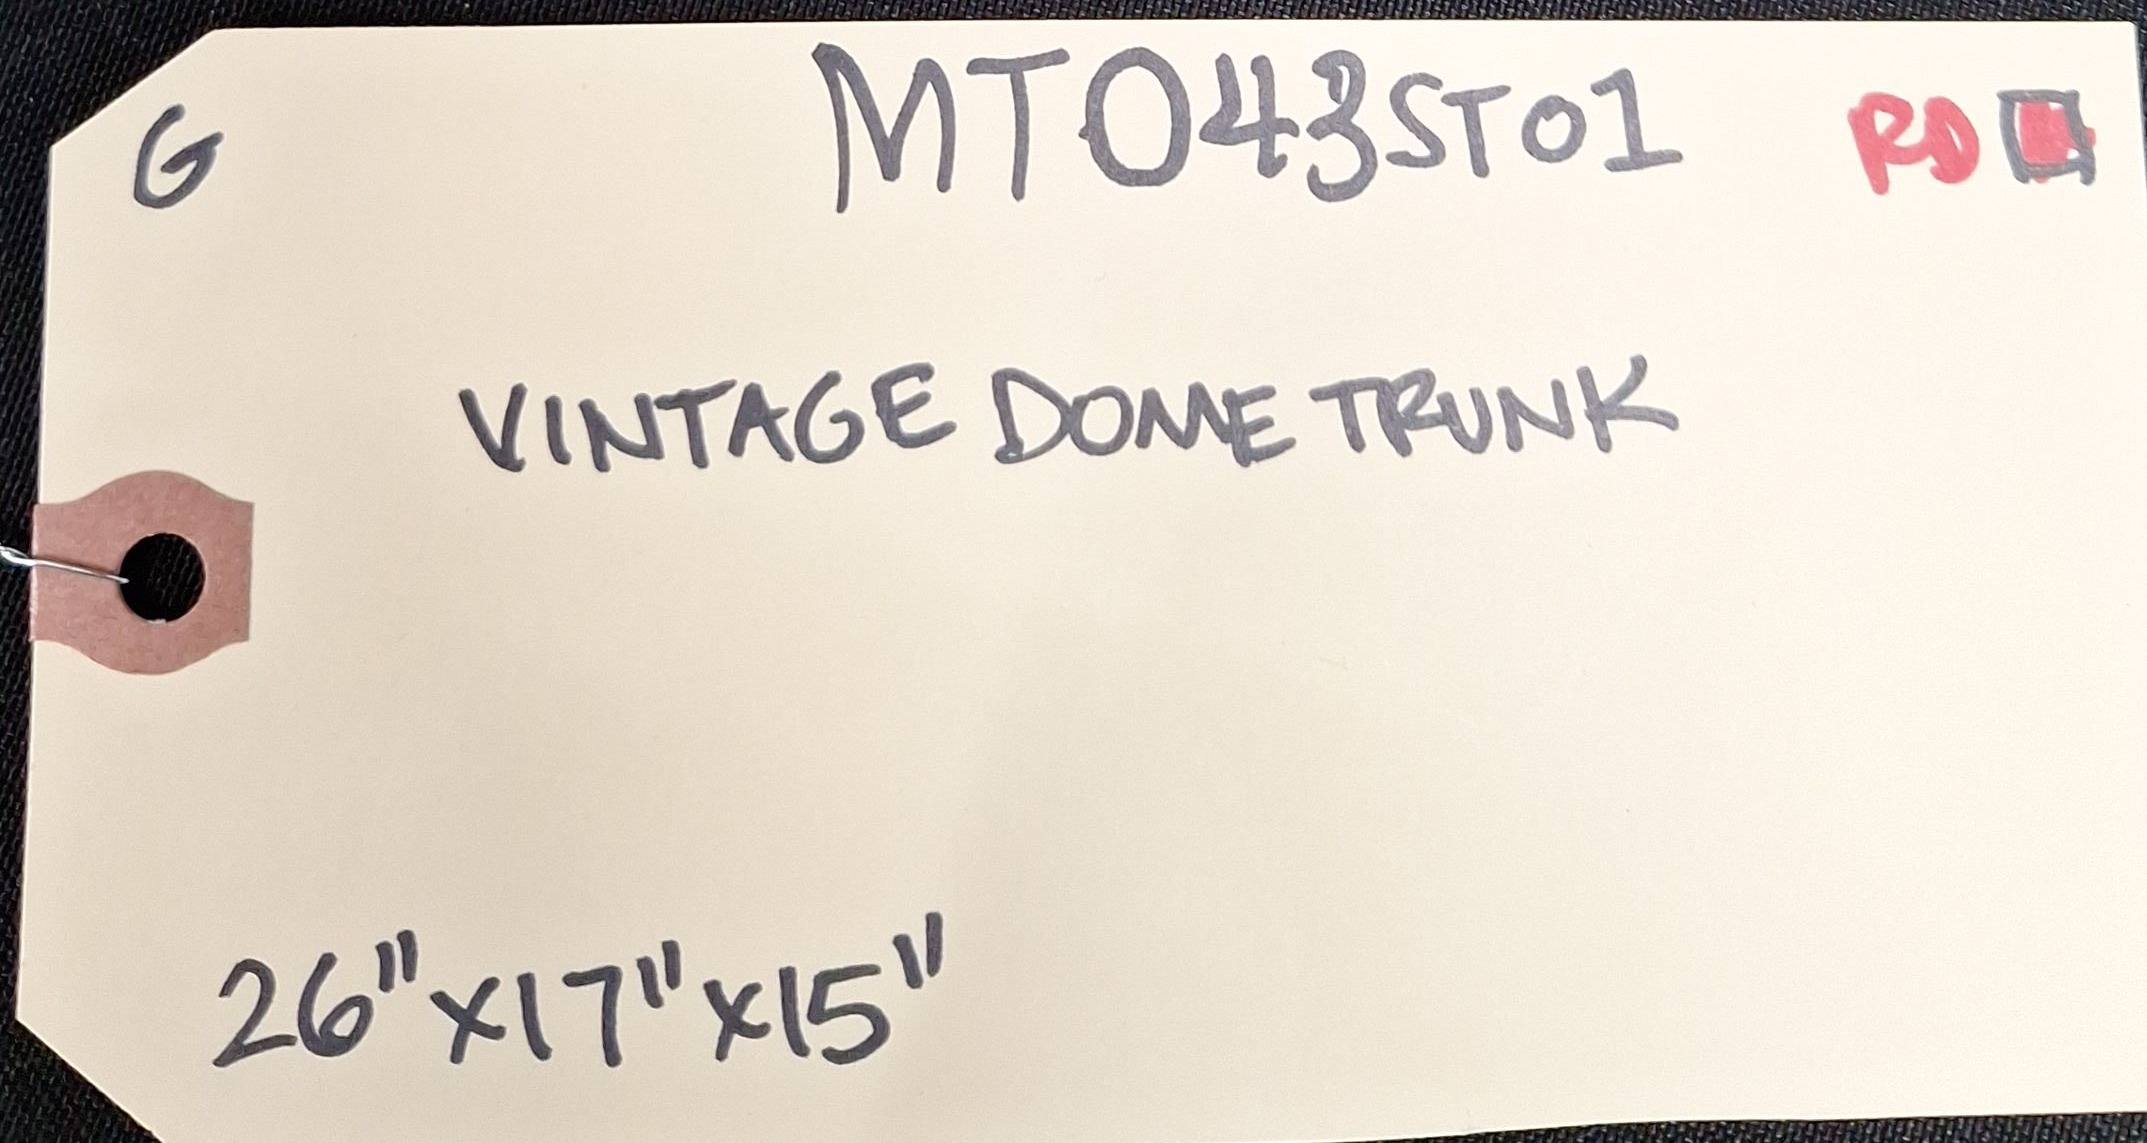 G MT043ST01 RD
VINTAGE DOME TRUNK
26"x17"x15"